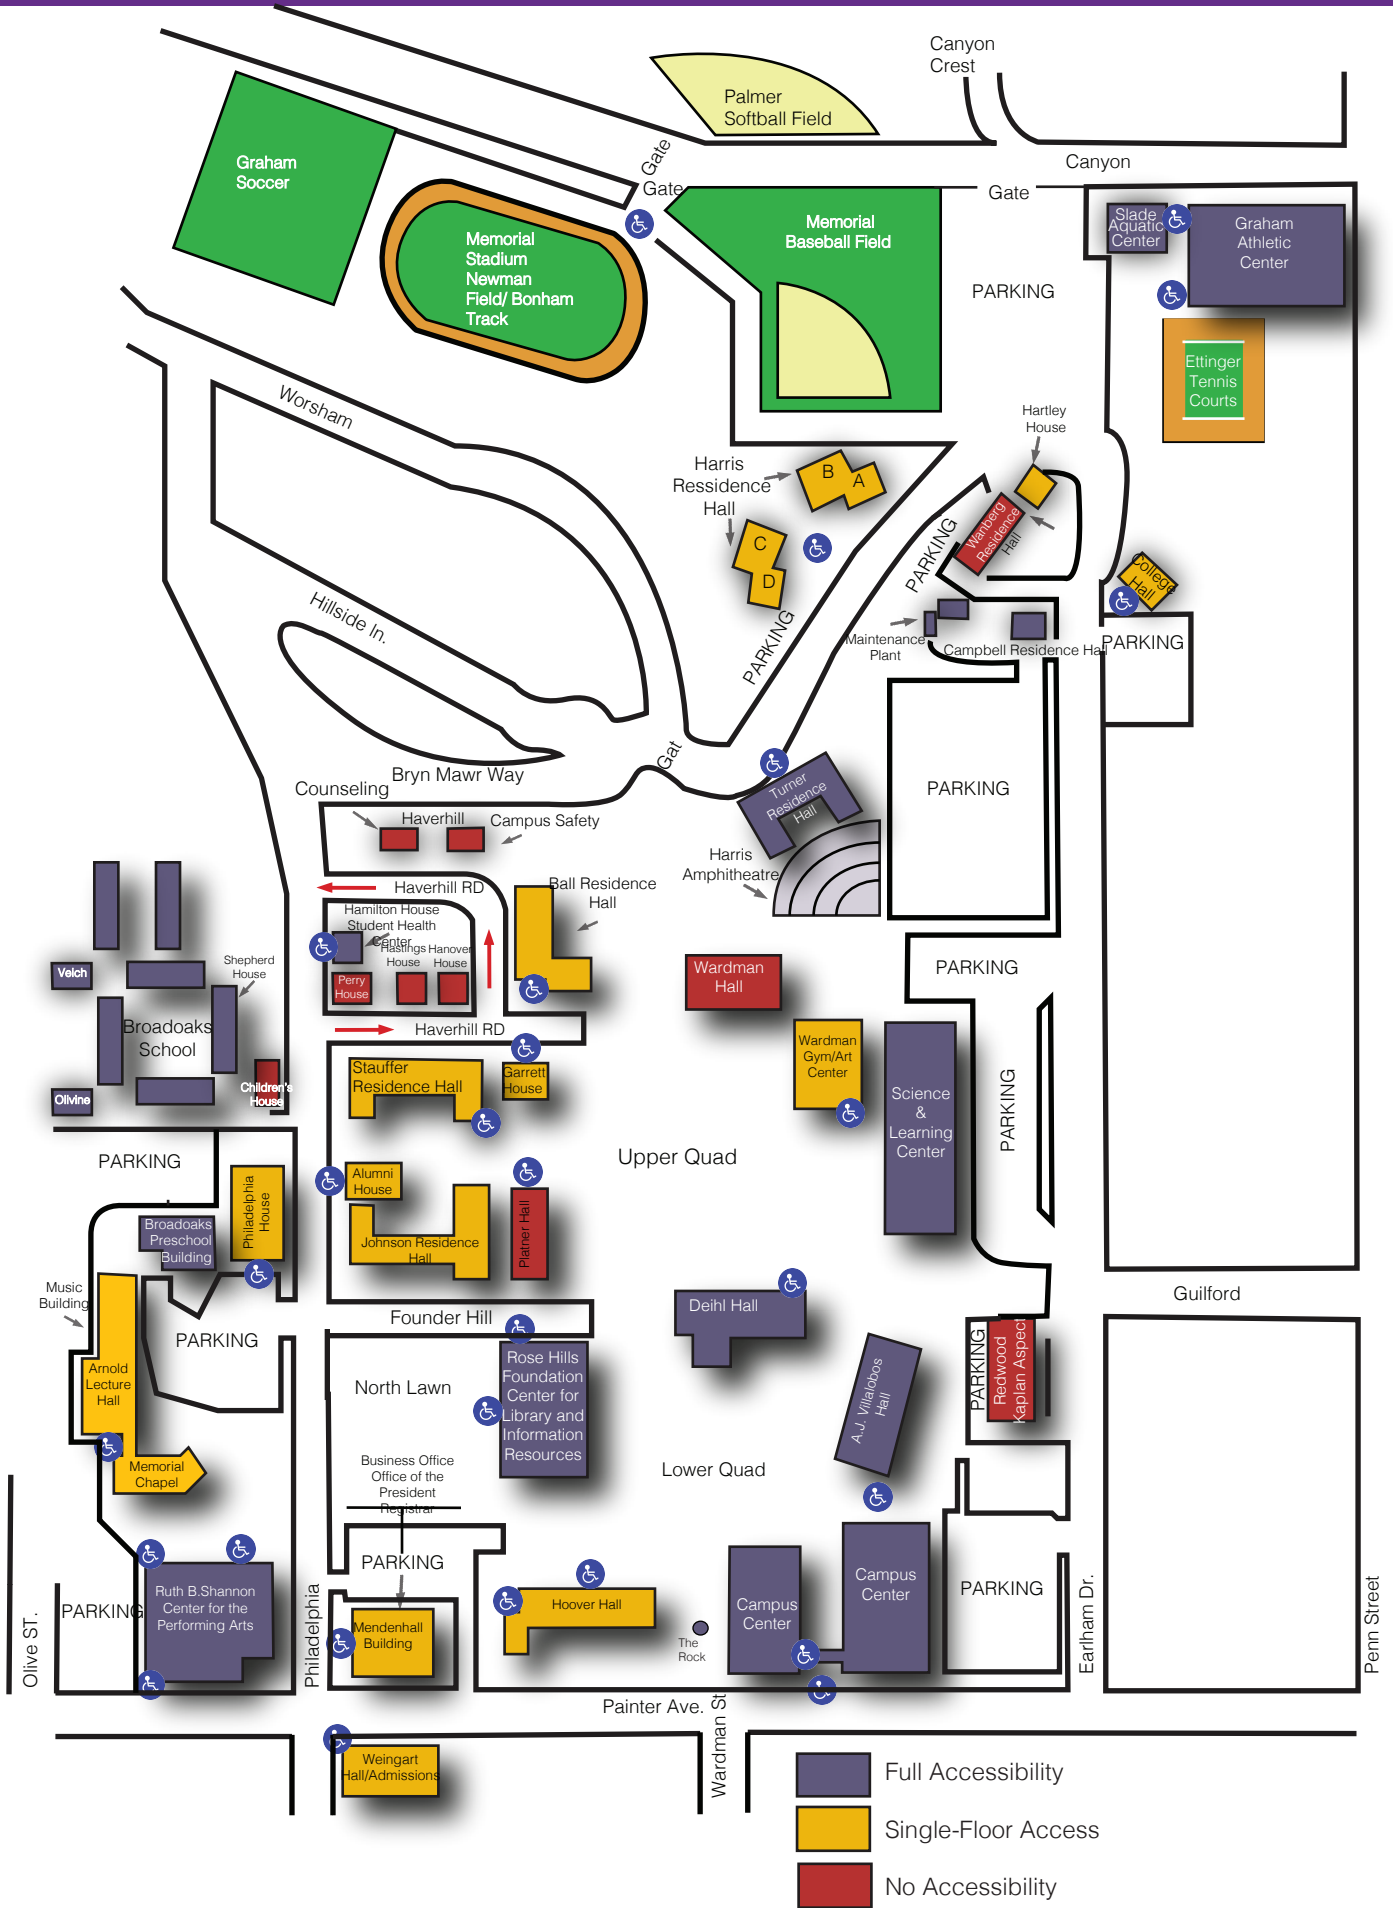 Canyon
Crest
Palmer
Softball Field
Gate
Gate
Canyon
Gate
Graham
Soccer
Memorial
Stadium
Newman
Field/ Bonham
Track
Memorial
Baseball Field
Slade
Aquatic
Center
Graham
Athletic
Center
PARKING
Ettinger
Tennis
Courts
Worsham
Hartley
House
Harris
Ressidence
Hall
B
A
C
D
Wanberg
Residence
Hall
PARKING
College
Hall
PARKING
Hillside ln.
Maintenance
Plant
Campbell Residence Hall
PARKING
PARKING
Gat
Bryn Mawr Way
Counseling
Haverhill
Campus Safety
Turner
Residence
Hall
PARKING
Harris
Amphitheatre
Haverhill RD
Ball Residence
Hall
Hamilton House
Student Health
Center
Hastings
House
Hanover
House
Perry
House
Haverhill RD
Veich
Shepherd
House
Broadoaks
School
Olivine
Children's
House
Wardman
Hall
PARKING
Wardman
Gym/Art
Center
Science
&
Learning
Center
PARKING
Stauffer
Residence Hall
Garrett
House
Upper Quad
PARKING
Philadelphia
House
Broadoaks
Preschool
Building
Alumni
House
Johnson Residence
Hall
Platner Hall
Music
Building
PARKING
Founder Hill
Deihl Hall
Guilford
Arnold
Lecture
Hall
North Lawn
Rose Hills
Foundation
Center for
Library and
Information
Resources
A.J. Villalobos
Hall
PARKING
Redwood
Kaplan Aspect
Memorial
Chapel
Business Office
Office of the
President
Registrar
Lower Quad
PARKING
Ruth B.Shannon
Center for the
Performing Arts
PARKING
Olive ST.
Philadelphia
Mendenhall
Building
Hoover Hall
The
Rock
Campus
Center
Campus
Center
PARKING
Earlham Dr.
Penn Street
Painter Ave.
Wardman St
Weingart
Hall/Admissions
Full Accessibility
Single-Floor Access
No Accessibility